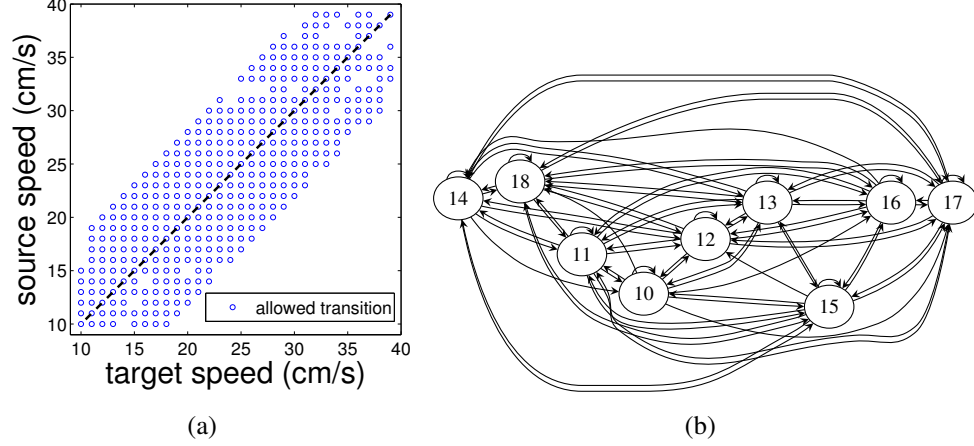 40
35
30
25
20
15
10
source speed (cm/s)
allowed transition
10 15 20 25 30 35 40
target speed (cm/s)
(a)
14
18
11
10
12
13
15
16
17
(b)